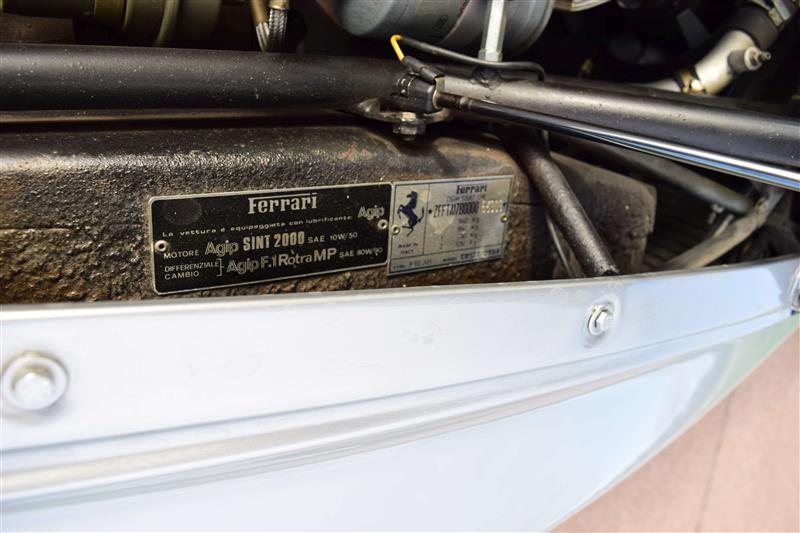 Ferrari
La vettura é equipaggiata con lubrificante: Agip
MOTORE Agip SINT 2000 SAE 10W/50
DIFFERENZIALE
CAMBIO
Agip F.1 Rotra MP SAE 80W/90
Ferrari
MADE IN
ITALY